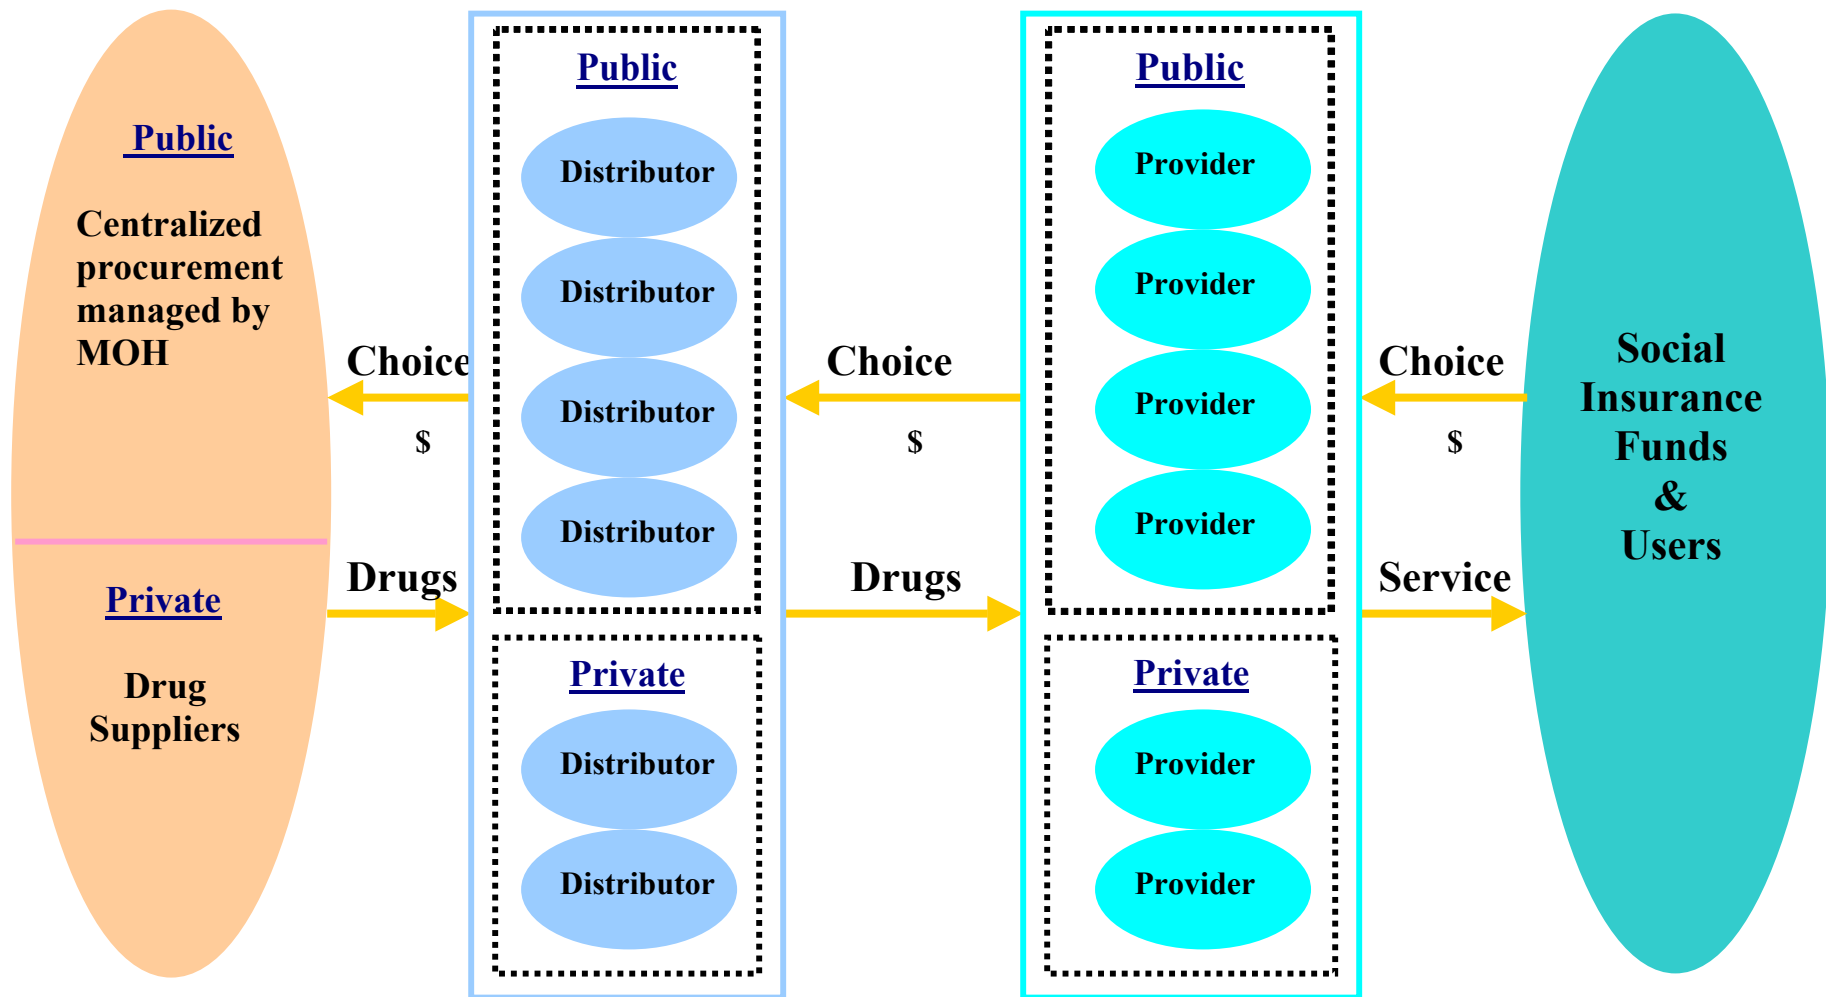 Public
Centralized
procurement
managed by
MOH
Private
Drug
Suppliers
Choice
$
Drugs
Public
Distributor
Distributor
Distributor
Distributor
Private
Distributor
Distributor
Choice
$
Drugs
Public
Provider
Provider
Provider
Provider
Private
Provider
Provider
Choice
$
Service
Social
Insurance
Funds
&
Users